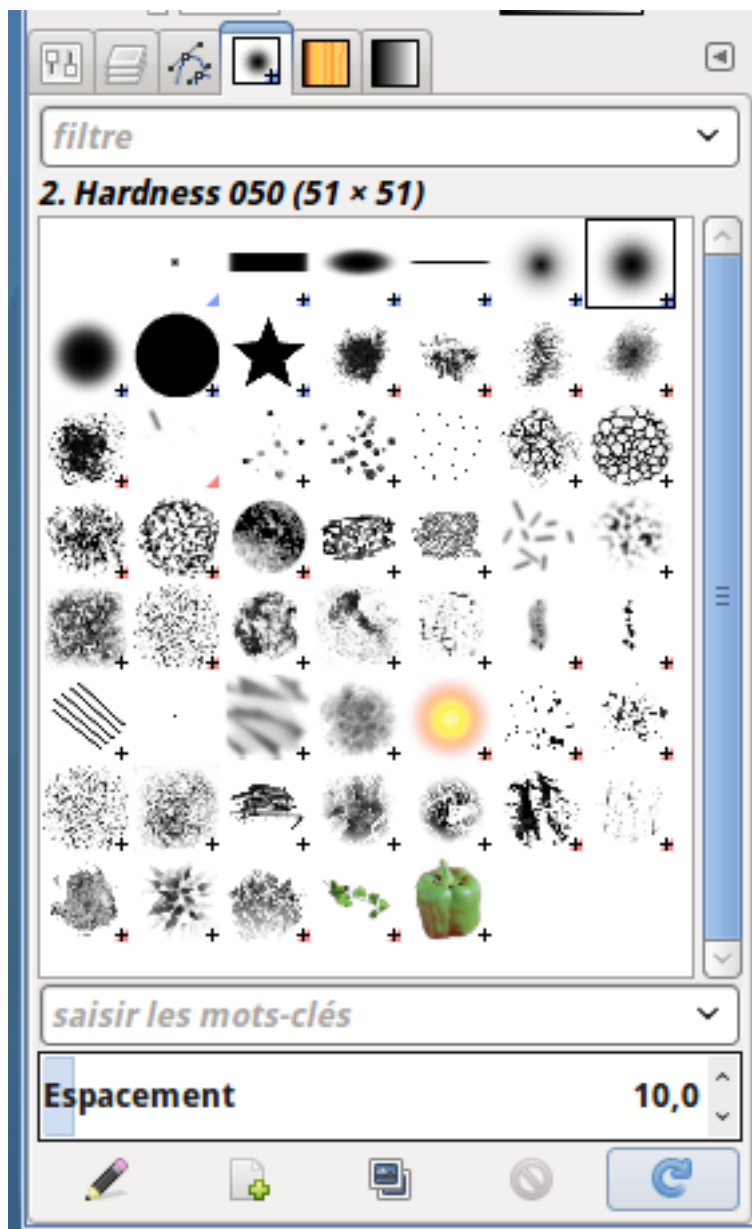 filtre
2. Hardness 050 (51 × 51)
saisir les mots-clés
Espacement 10,0